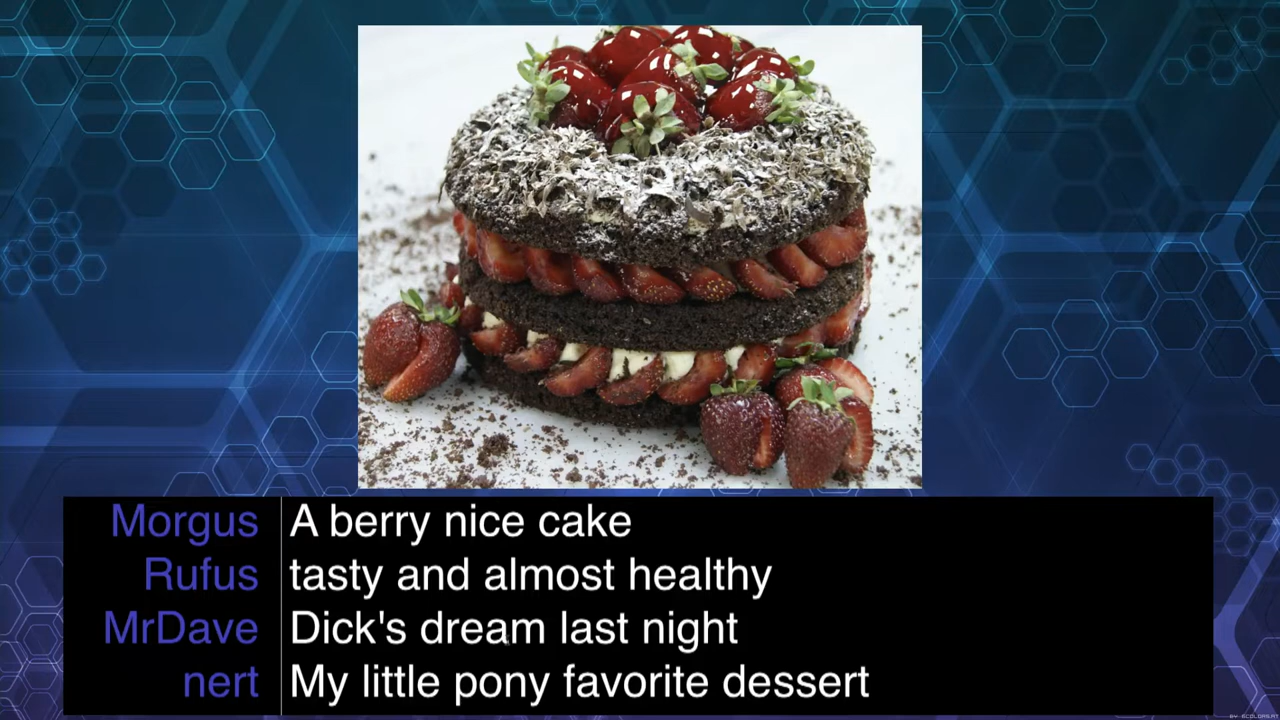 Morgus A berry nice cake
Rufus tasty and almost healthy
MrDave Dick's dream last night
nert My little pony favorite dessert